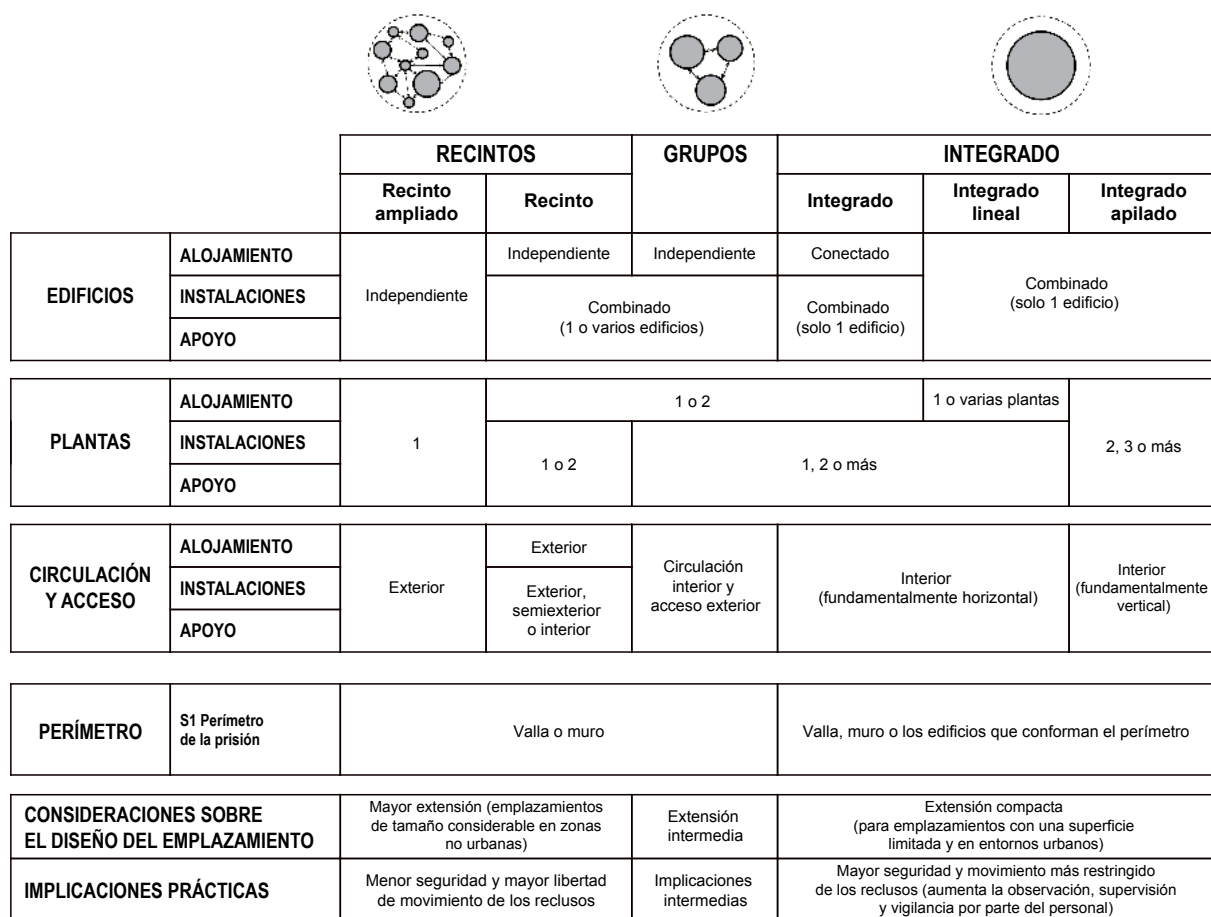 RECINTOS
GRUPOS
INTEGRADO
Recinto
ampliado
Recinto
Integrado
Integrado
lineal
Integrado
apilado
EDIFICIOS
ALOJAMIENTO
INSTALACIONES
APOYO
Independiente
Independiente
Independiente
Conectado
Combinado
(1 o varios edificios)
Combinado
(solo 1 edificio)
Combinado
(solo 1 edificio)
PLANTAS
ALOJAMIENTO
INSTALACIONES
APOYO
1
1 o 2
1 o varias plantas
1 o 2
1, 2 o más
2, 3 o más
CIRCULACIÓN
Y ACCESO
ALOJAMIENTO
INSTALACIONES
APOYO
Exterior
Exterior
Exterior,
semiexterior
o interior
Circulación
interior y
acceso exterior
Interior
(fundamentalmente horizontal)
Interior
(fundamentalmente
vertical)
PERÍMETRO
S1 Perímetro
de la prisión
Valla o muro
Valla, muro o los edificios que conforman el perímetro
CONSIDERACIONES SOBRE
EL DISEÑO DEL EMPLAZAMIENTO
Mayor extensión (emplazamientos
de tamaño considerable en zonas
no urbanas)
Extensión
intermedia
Extensión compacta
(para emplazamientos con una superficie
limitada y en entornos urbanos)
IMPLICACIONES PRÁCTICAS
Menor seguridad y mayor libertad
de movimiento de los reclusos
Implicaciones
intermedias
Mayor seguridad y movimiento más restringido
de los reclusos (aumenta la observación, supervisión
y vigilancia por parte del personal)